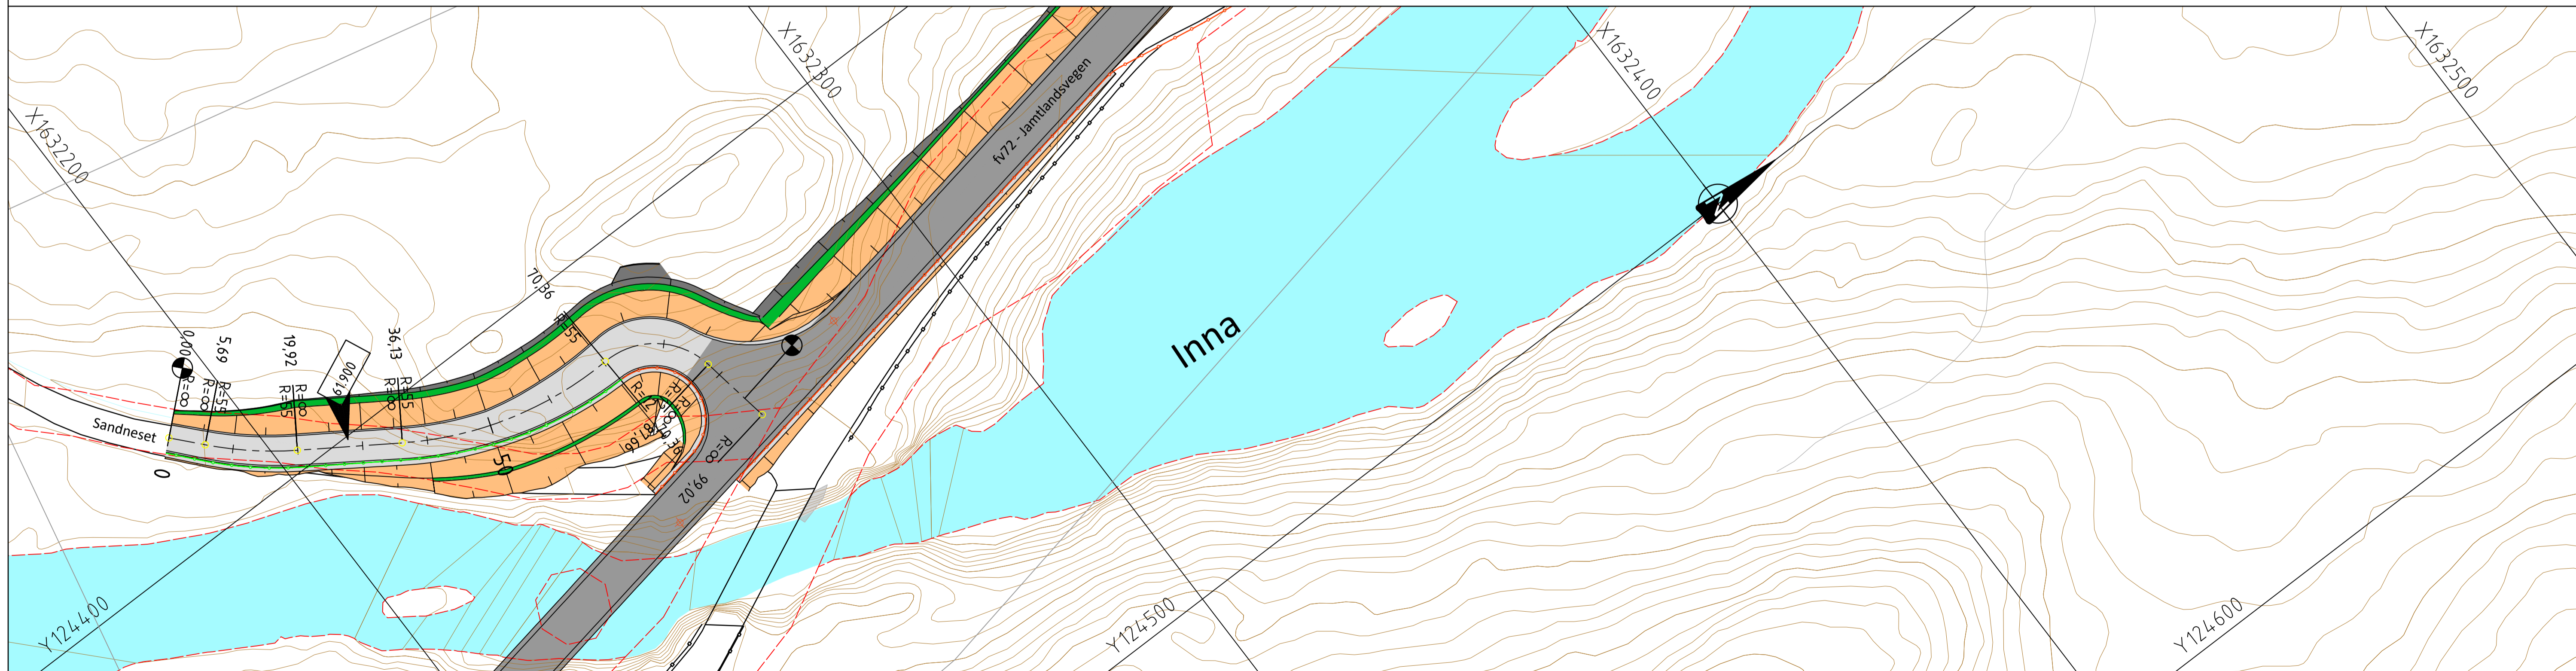 X1632200
X1632300
X1632400
X1632500
fv72 - Jamtlandsvegen
Inna
Sandneset
0
50
0,00
5,69
19,92
36,13
70,36
R=∞
R=∞
R=55
R=55
R=∞
R=∞
R=55
R=55
61900
R=∞
99,02
Y124400
Y124500
Y124600